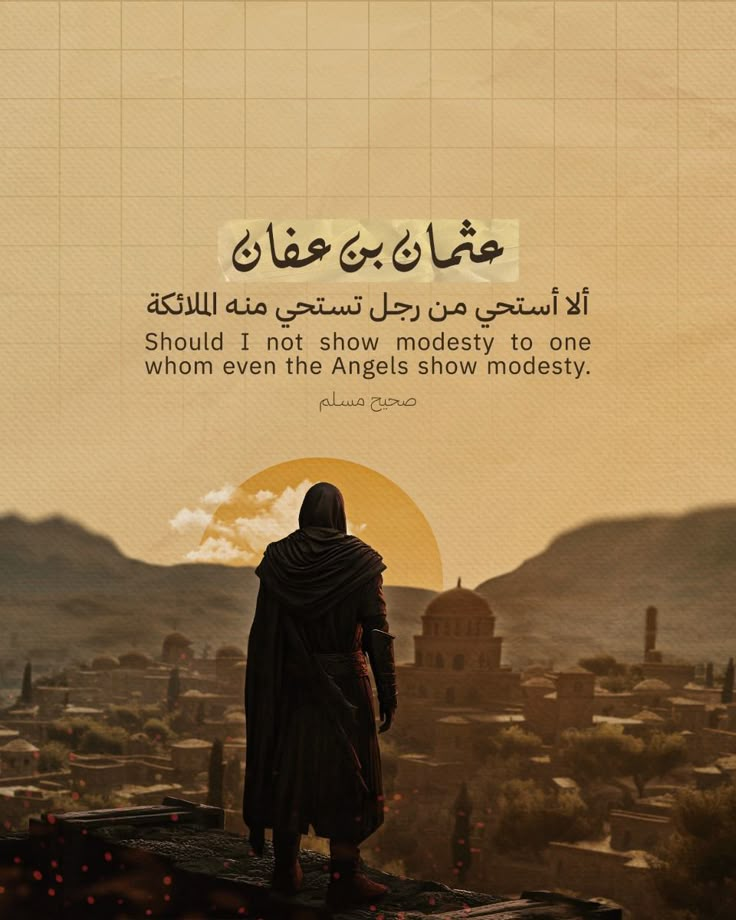 عثمان بن عفان
ألا أستحي من رجل تستحي منه الملائكة
Should I not show modesty to one
whom even the Angels show modesty.
صحيح مسلم